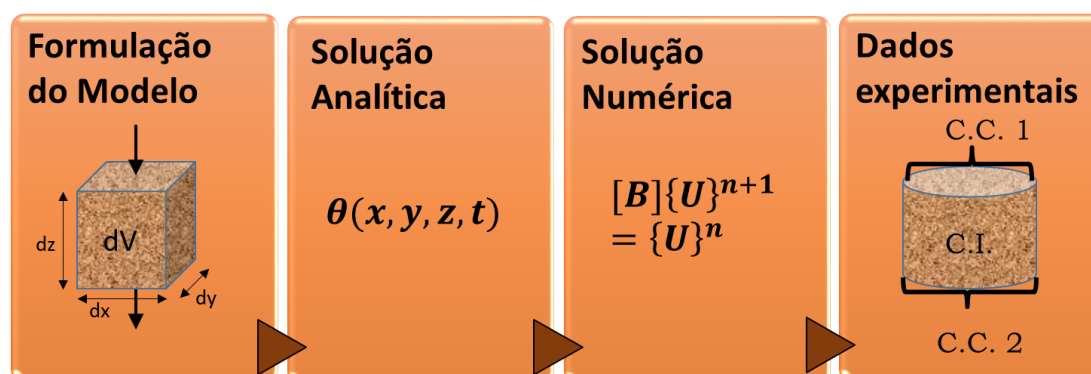 Formulação
do Modelo
dz
dV
dx
dy
Solução
Analítica
θ(x, y, z, t)
Solução
Numérica
[B]{U}ⁿ⁺¹
= {U}ⁿ
Dados
experimentais
C.C. 1
C.I.
C.C. 2